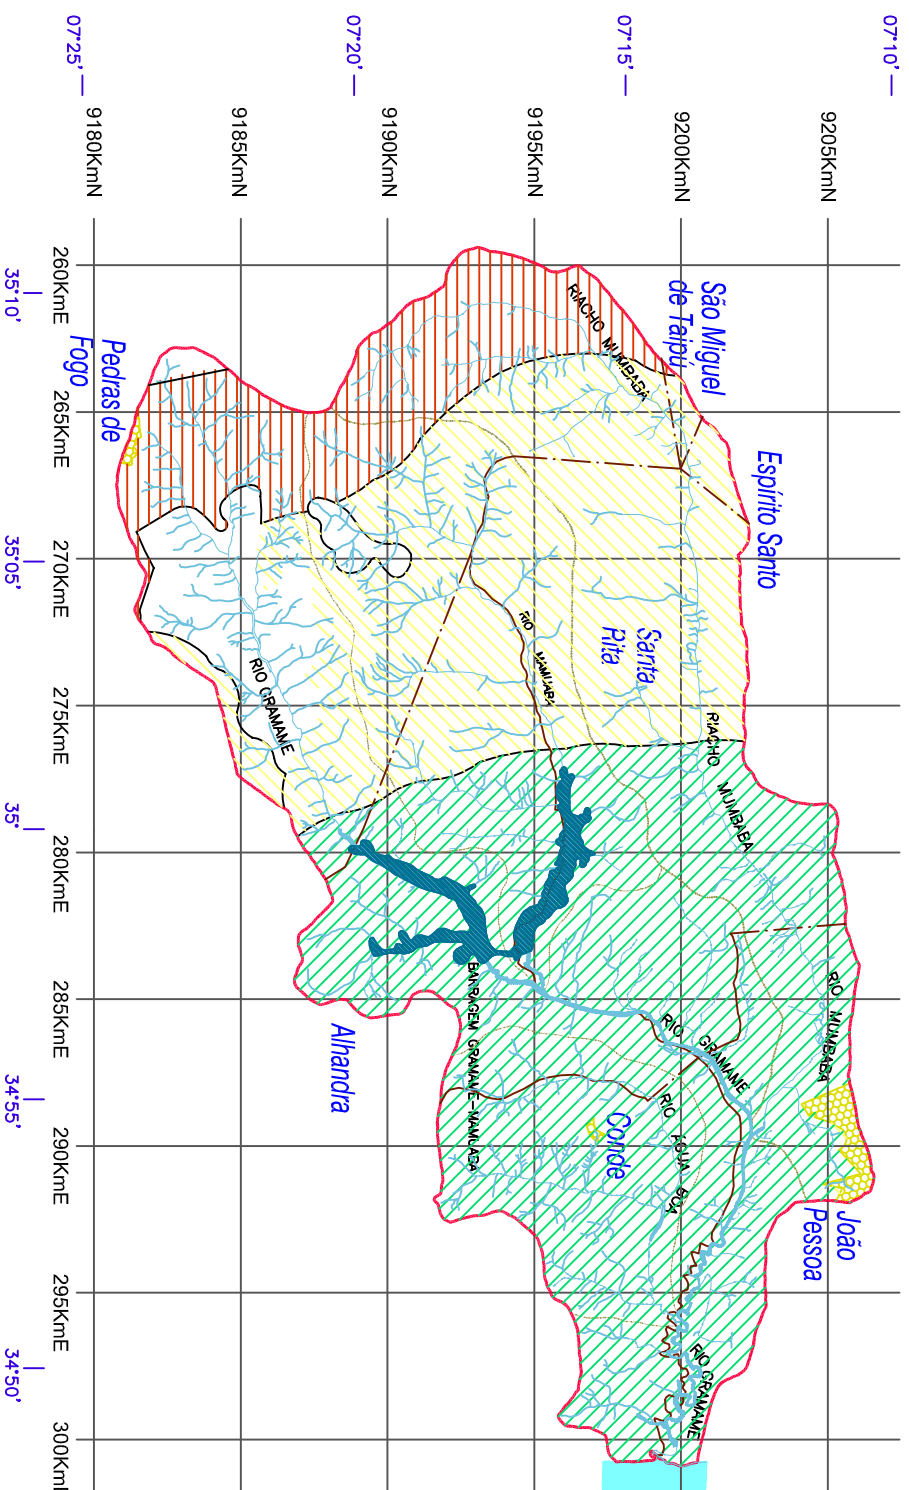 07°25'
07°20'
07°15'
07°10'
9180KmN
9185KmN
9190KmN
9195KmN
9200KmN
9205KmN
260KmE
265KmE
270KmE
275KmE
280KmE
285KmE
290KmE
295KmE
35°10'
35°05'
35°
34°55'
34°50'
São Miguel
de Taipú
Espírito Santo
Pedras de
Fogo
Santa
Rita
Alhandra
Conde
João
Pessoa
RIACHO MUMBABA
RIO MAMUABA
RIO GRAMAME
RIACHO MUMBABA
RIO MUMBABA
BARRAGEM GRAMAME-MAMUABA
RIO GRAMAME
RIO AGUA BOA
RIO GRAMAME